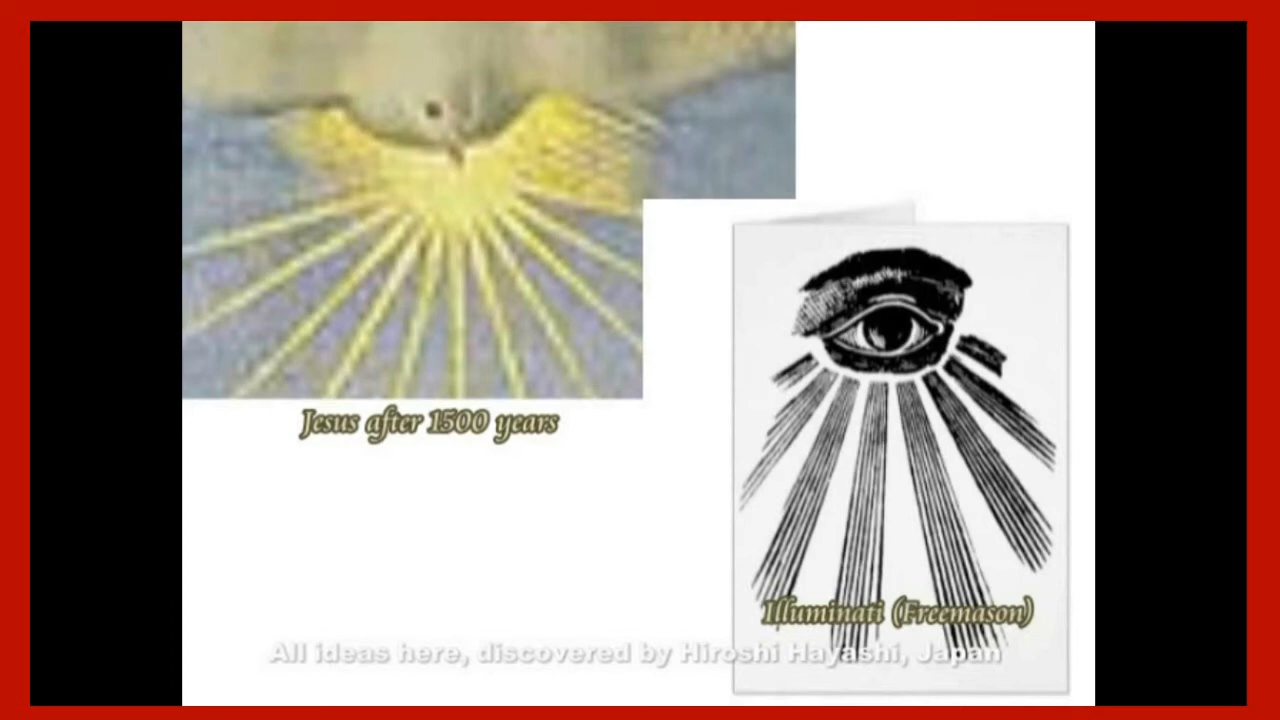 Jesus after 1500 years
Illuminati (Freemason)
All ideas here, discovered by Hiroshi Hayashi, Japan